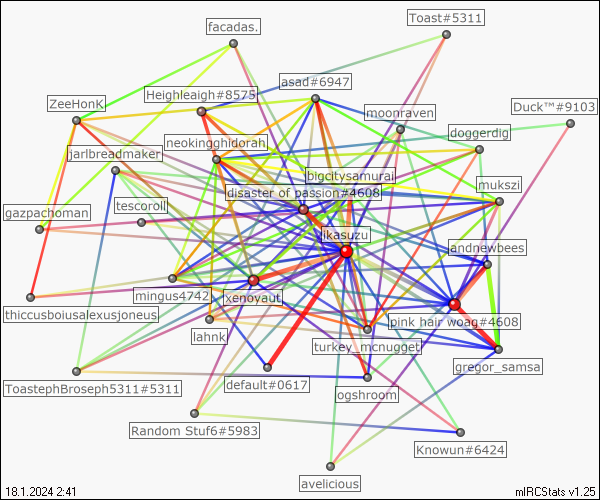 facadas.
Toast#5311
asad#6947
Heighleaigh#8575
ZeeHonK
Duck™#9103
moonraven
doggerdig
neokingghidorah
jarlbreadmaker
bigcitysamurai
mukszi
disaster of passion#4608
gazpachoman
tescoroll
ikasuzu
andnewbees
mingus4742
xenoyaut
thiccusboiusalexusjoneus
pink hair woag#4608
lahnk
turkey_mcnugget
gregor_samsa
ToastephBroseph5311#5311
default#0617
ogshroom
Random Stuf6#5983
Knowun#6424
avelicious
18.1.2024 2:41
mIRCStats v1.25